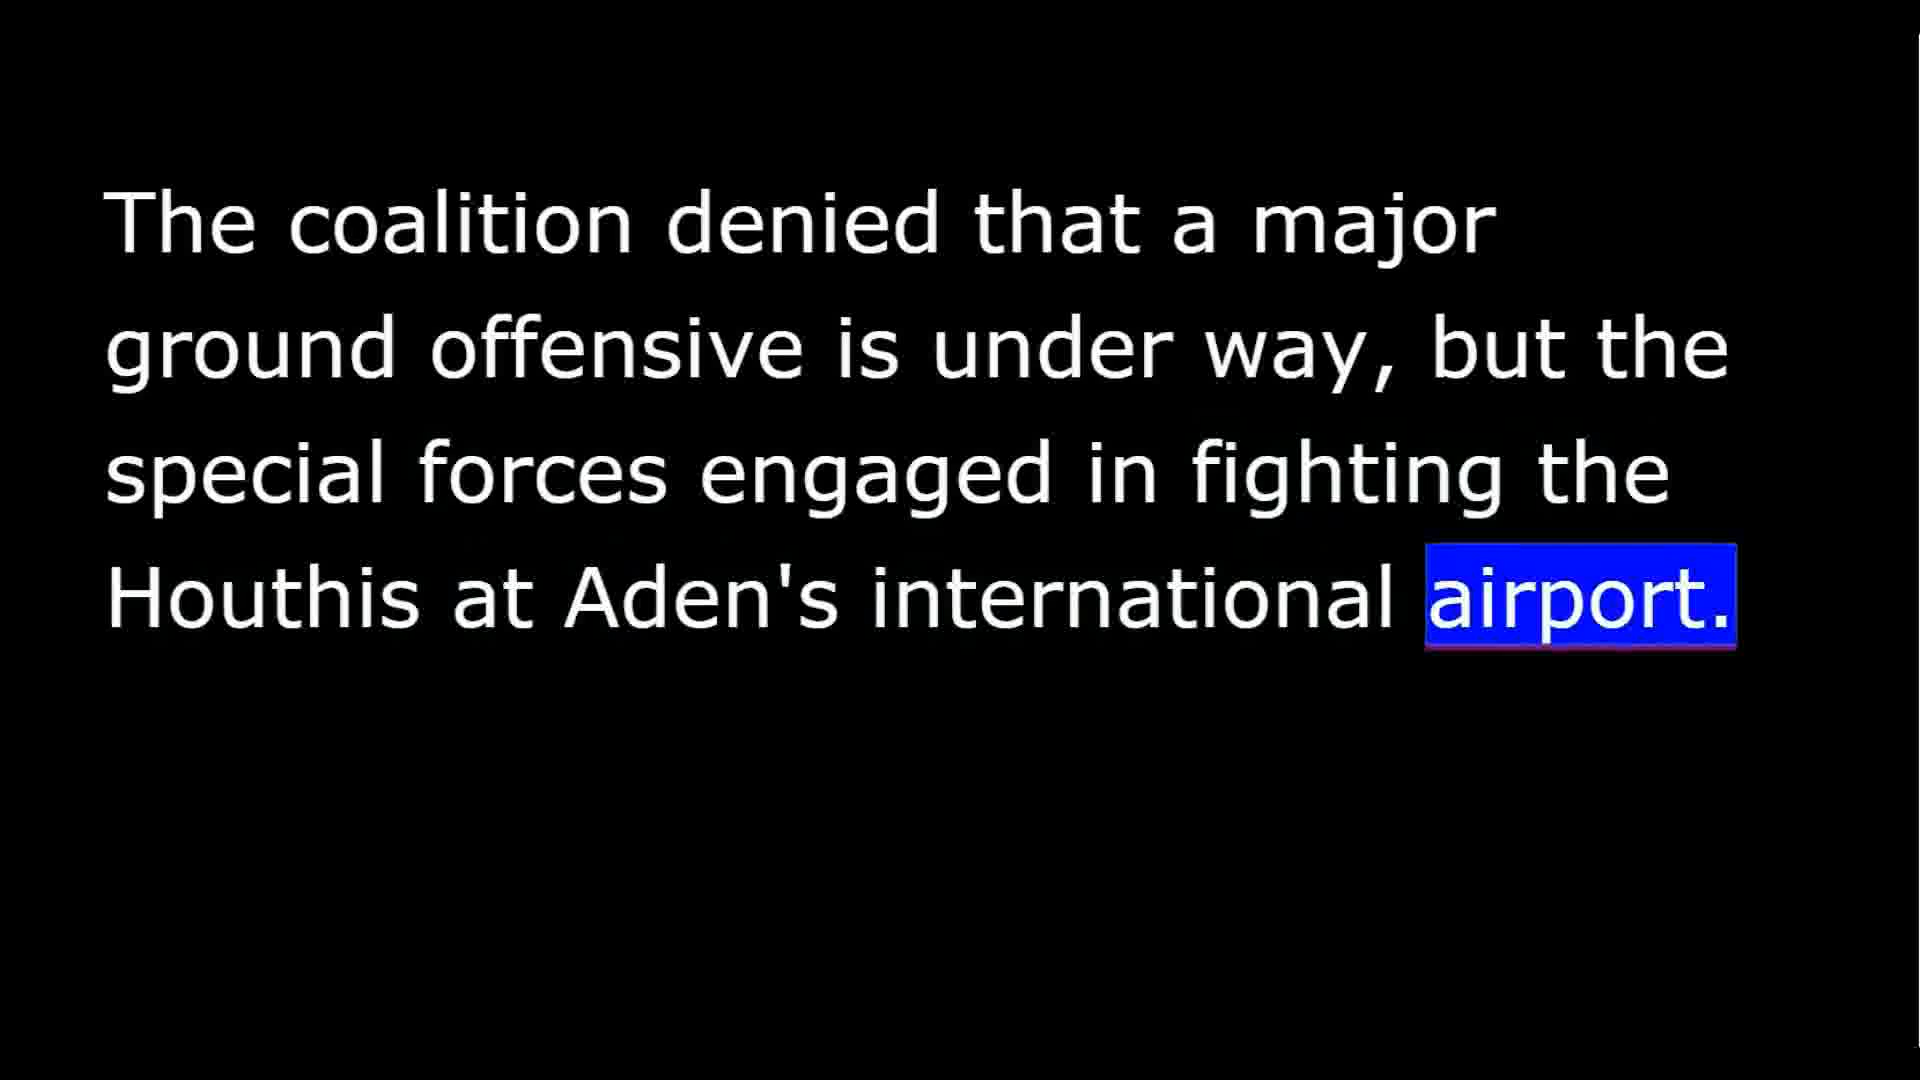 The coalition denied that a major
ground offensive is under way, but the
special forces engaged in fighting the
Houthis at Aden's international airport.